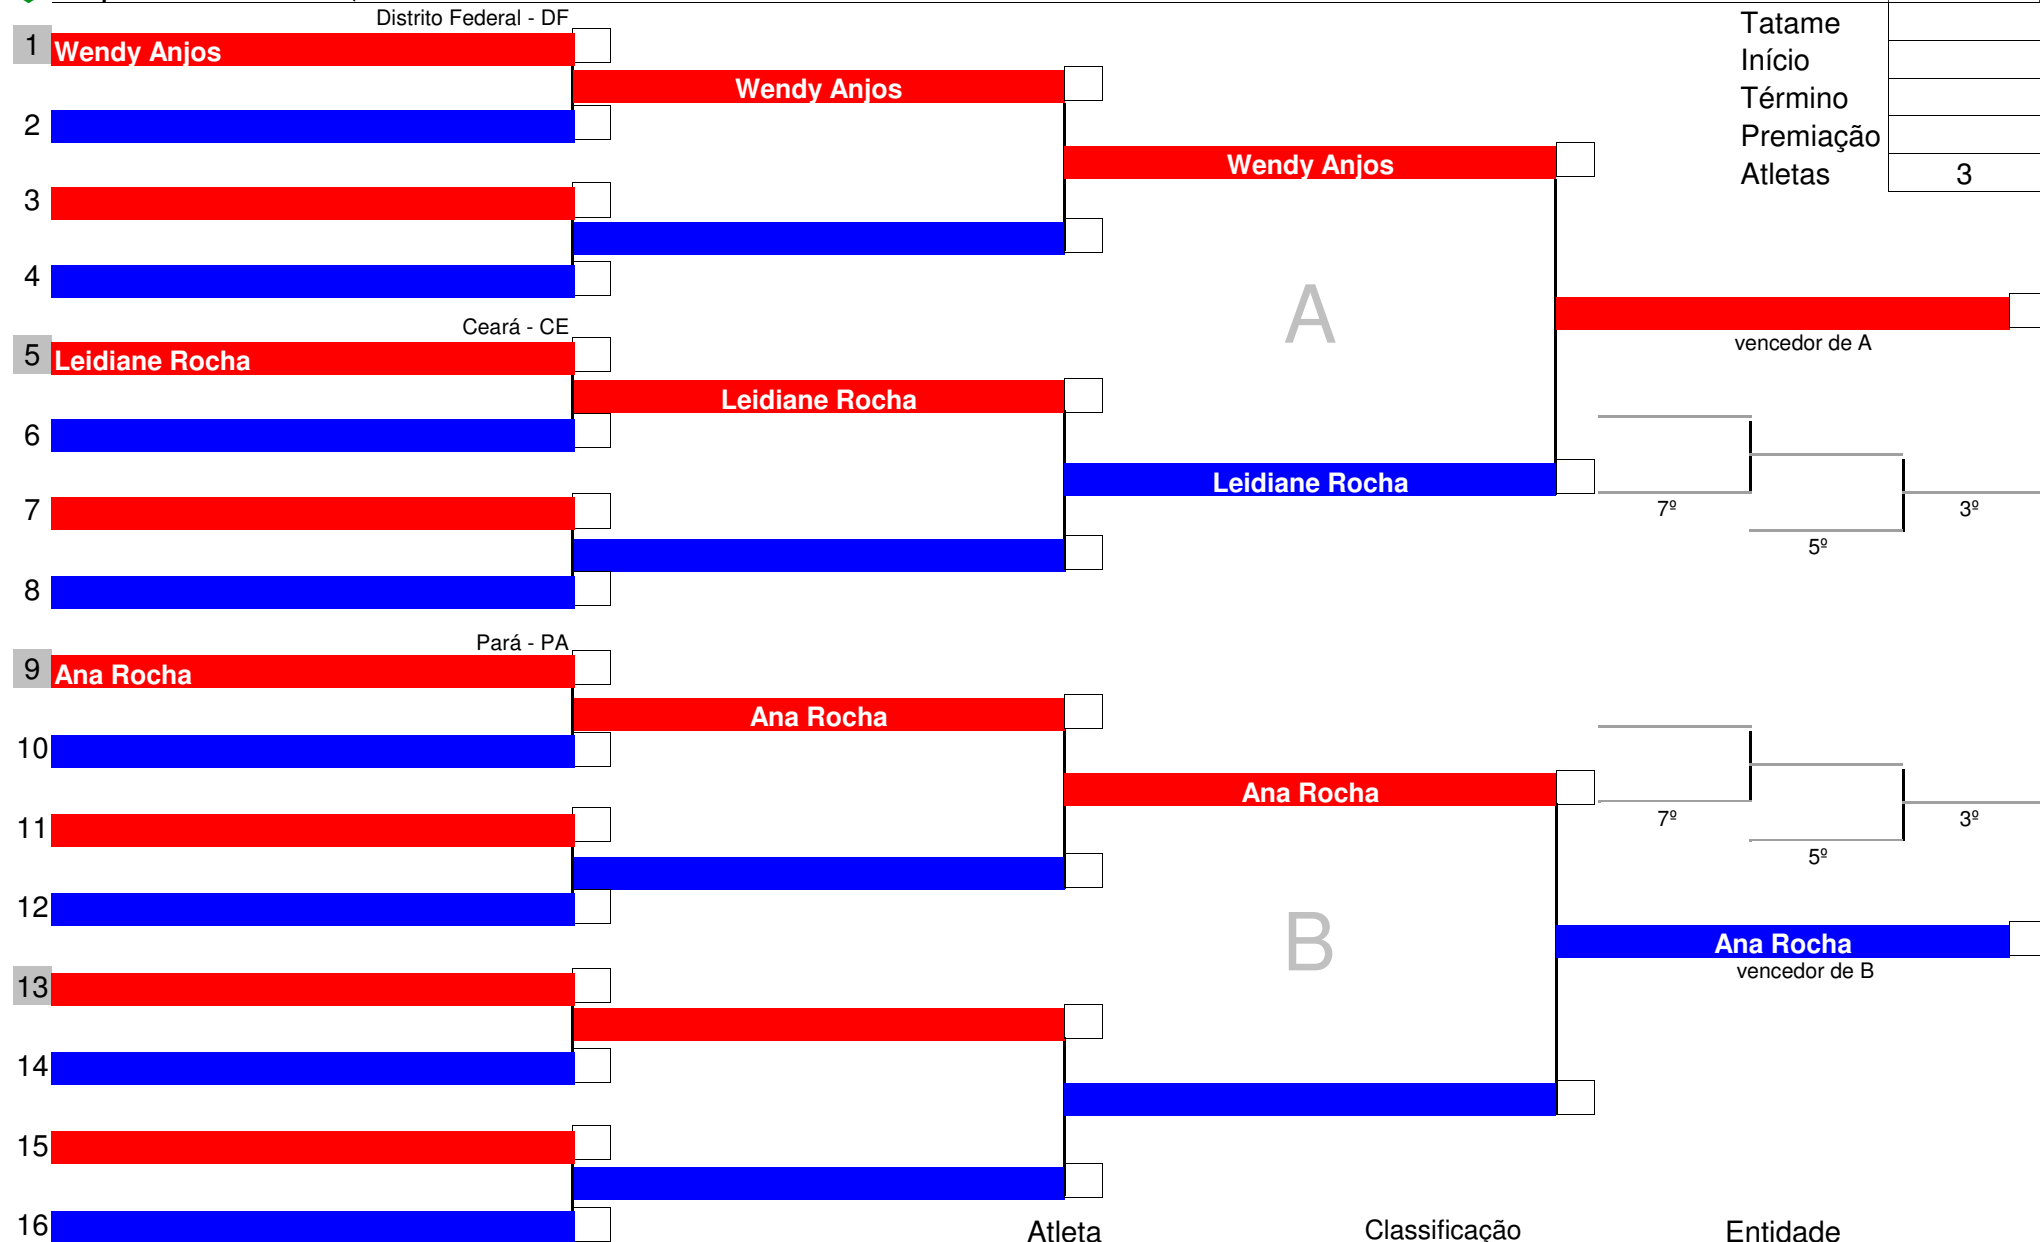 Distrito Federal - DF
Tatame
1 Wendy Anjos
Início
Wendy Anjos
Término
2
Premiação
Wendy Anjos
Atletas 3
3
4
A
Ceará - CE
vencedor de A
5 Leidiane Rocha
Leidiane Rocha
6
Leidiane Rocha
7
7º 3º
5º
8
Pará - PA
9 Ana Rocha
Ana Rocha
10
Ana Rocha
11
7º 3º
5º
12
B
Ana Rocha
vencedor de B
13
14
15
16
Atleta Classificação Entidade